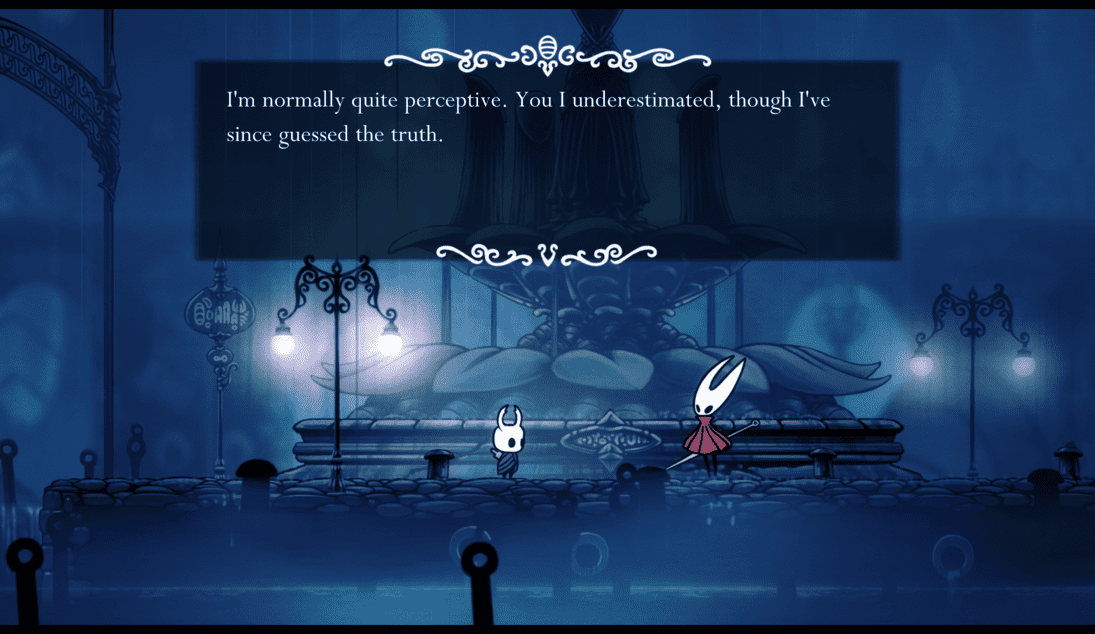 I'm normally quite perceptive. You I underestimated, though I've
since guessed the truth.